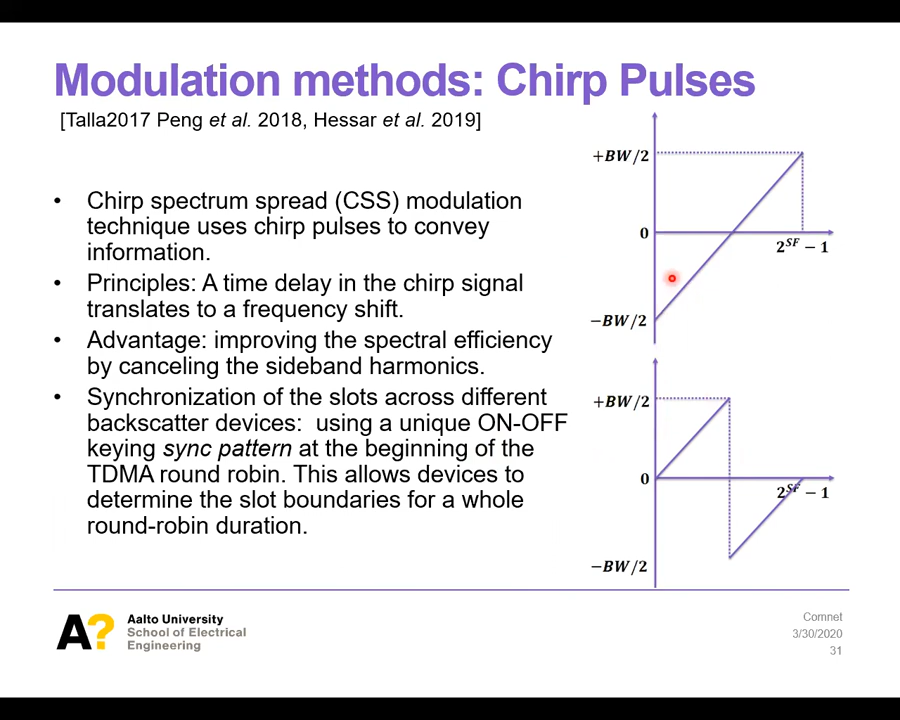 Modulation methods: Chirp Pulses
[Talla2017 Peng et al. 2018, Hessar et al. 2019]
• Chirp spectrum spread (CSS) modulation
technique uses chirp pulses to convey
information.
• Principles: A time delay in the chirp signal
translates to a frequency shift.
• Advantage: improving the spectral efficiency
by canceling the sideband harmonics.
• Synchronization of the slots across different
backscatter devices:  using a unique ON-OFF
keying sync pattern at the beginning of the
TDMA round robin. This allows devices to
determine the slot boundaries for a whole
round-robin duration.
+BW/2
0
2^SF − 1
−BW/2
+BW/2
0
2^SF − 1
−BW/2
A?
Aalto University
School of Electrical
Engineering
Comnet
3/30/2020
31